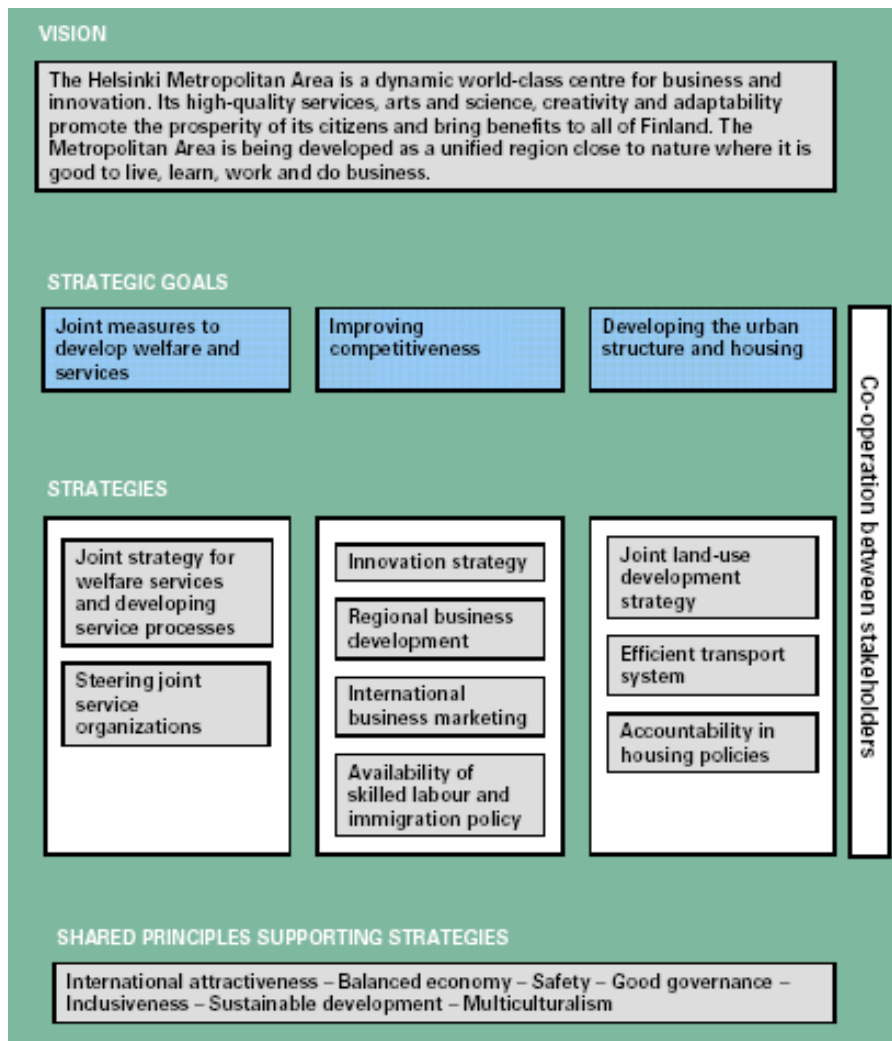 VISION
The Helsinki Metropolitan Area is a dynamic world-class centre for business and
innovation. Its high-quality services, arts and science, creativity and adaptability
promote the prosperity of its citizens and bring benefits to all of Finland. The
Metropolitan Area is being developed as a unified region close to nature where it is
good to live, learn, work and do business.
STRATEGIC GOALS
Joint measures to
develop welfare and
services
Improving
competitiveness
Developing the urban
structure and housing
Co-operation between stakeholders
STRATEGIES
Joint strategy for
welfare services
and developing
service processes
Steering joint
service
organizations
Innovation strategy
Regional business
development
International
business marketing
Availability of
skilled labour and
immigration policy
Joint land-use
development
strategy
Efficient transport
system
Accountability in
housing policies
SHARED PRINCIPLES SUPPORTING STRATEGIES
International attractiveness – Balanced economy – Safety – Good governance –
Inclusiveness – Sustainable development – Multiculturalism